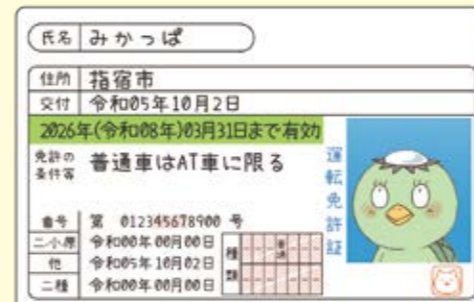 氏名 みかっぱ
住所 指宿市
交付 令和05年10月2日
2026年(令和08年)03月31日まで有効
免許の条件等 普通車はAT車に限る
番号 第 012345678900 号
二・小・原 令和00年00月00日
他 令和05年10月02日
二種 令和00年00月00日
種類 普通
運転免許証